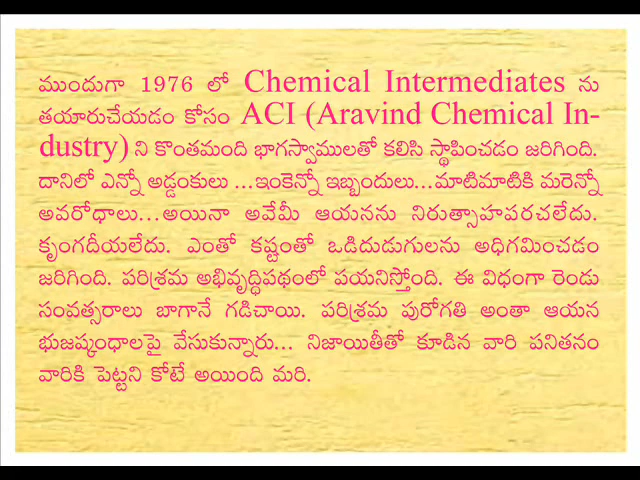 ముందుగా 1976 లో Chemical Intermediates ను
తయారుచేయడం కోసం ACI (Aravind Chemical In-
dustry) ని కొంతమంది భాగస్వాములతో కలిసి స్థాపించడం జరిగింది.
దానిలో ఎన్నో అడ్డంకులు ...ఇంకెన్నో ఇబ్బందులు...మాటిమాటికి మరెన్నో
అవరోధాలు...అయినా అవేమీ ఆయనను నిరుత్సాహపరచలేదు.
కృంగదీయలేదు. ఎంతో కష్టంతో ఒడిదుడుగులను అధిగమించడం
జరిగింది. పరిశ్రమ అభివృద్ధిపథంలో పయనిస్తోంది. ఈ విధంగా రెండు
సంవత్సరాలు బాగానే గడిచాయి. పరిశ్రమ పురోగతి అంతా ఆయన
భుజష్కంధాలపై వేసుకున్నారు... నిజాయితీతో కూడిన వారి పనితనం
వారికి పెట్టని కోటే అయింది మరి.